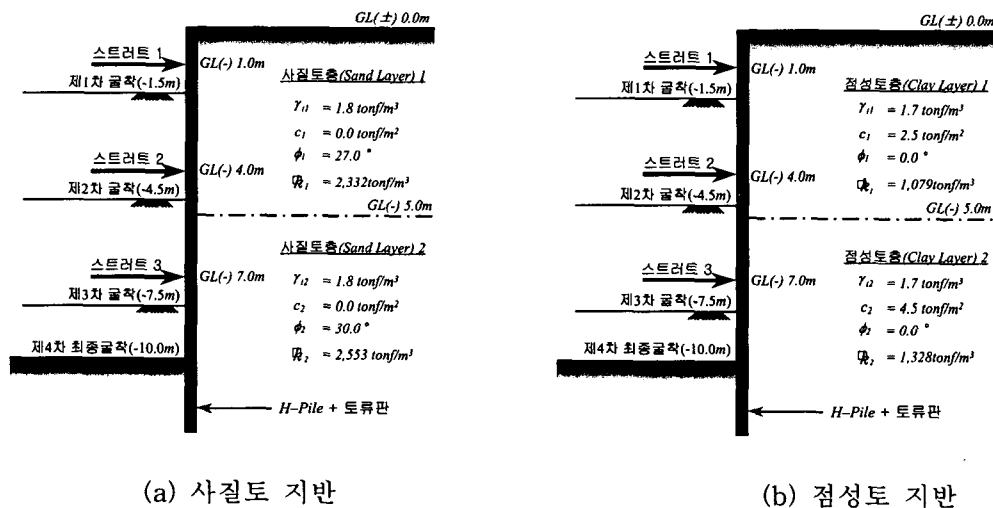 GL(±) 0.0m
스트러트 1
GL(-) 1.0m
제1차 굴착(-1.5m)
사질토층(Sand Layer) 1
γt1 = 1.8 tonf/m³
c1 = 0.0 tonf/m²
ϕ1 = 27.0 °
= 2,332tonf/m³
스트러트 2
GL(-) 4.0m
제2차 굴착(-4.5m)
GL(-) 5.0m
사질토층(Sand Layer) 2
γt2 = 1.8 tonf/m³
c2 = 0.0 tonf/m²
ϕ2 = 30.0 °
= 2,553 tonf/m³
스트러트 3
GL(-) 7.0m
제3차 굴착(-7.5m)
제4차 최종굴착(-10.0m)
H-Pile + 토류판
(a) 사질토 지반
GL(±) 0.0m
스트러트 1
GL(-) 1.0m
제1차 굴착(-1.5m)
점성토층(Clay Layer) 1
γt1 = 1.7 tonf/m³
c1 = 2.5 tonf/m²
ϕ1 = 0.0 °
= 1,079tonf/m³
스트러트 2
GL(-) 4.0m
제2차 굴착(-4.5m)
GL(-) 5.0m
점성토층(Clay Layer) 2
γt2 = 1.7 tonf/m³
c2 = 4.5 tonf/m²
ϕ2 = 0.0 °
= 1,328tonf/m³
스트러트 3
GL(-) 7.0m
제3차 굴착(-7.5m)
제4차 최종굴착(-10.0m)
H-Pile + 토류판
(b) 점성토 지반